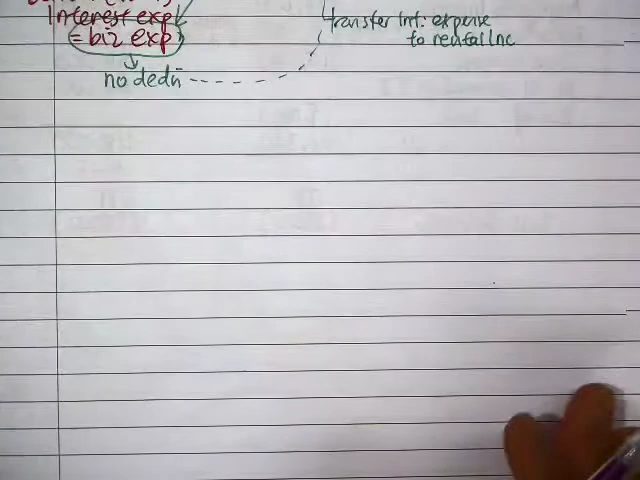 Interest exp
= biz exp
no dedn
transfer int. expense
to rental Inc